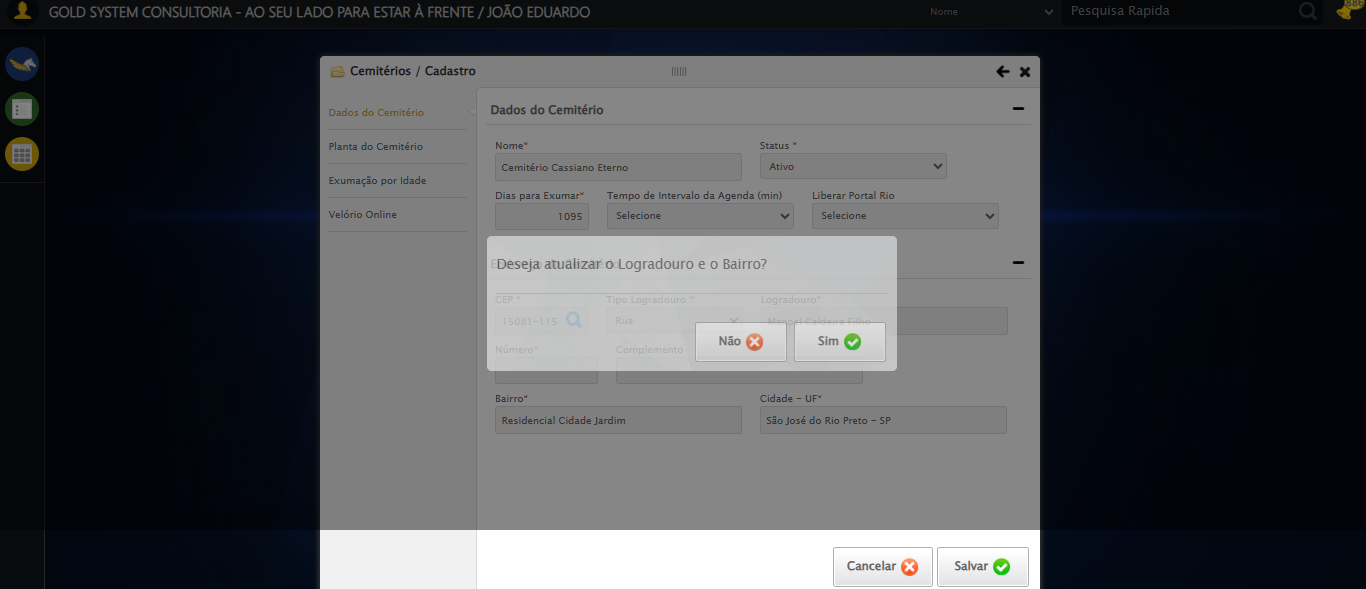 GOLD SYSTEM CONSULTORIA - AO SEU LADO PARA ESTAR À FRENTE / JOÃO EDUARDO
Nome
Pesquisa Rapida
886
Cemitérios / Cadastro
Dados do Cemitério
Planta do Cemitério
Exumação por Idade
Velório Online
Dados do Cemitério
Nome*
Status *
Cemitério Cassiano Eterno
Ativo
Dias para Exumar*
Tempo de Intervalo da Agenda (min)
Liberar Portal Rio
1095
Selecione
Selecione
Deseja atualizar o Logradouro e o Bairro?
CEP *
Tipo Logradouro *
Logradouro*
15081-115
Rua
Manoel Caldeira Filho
Não
Sim
Número*
Complemento
Bairro*
Cidade - UF*
Residencial Cidade Jardim
São José do Rio Preto - SP
Cancelar
Salvar